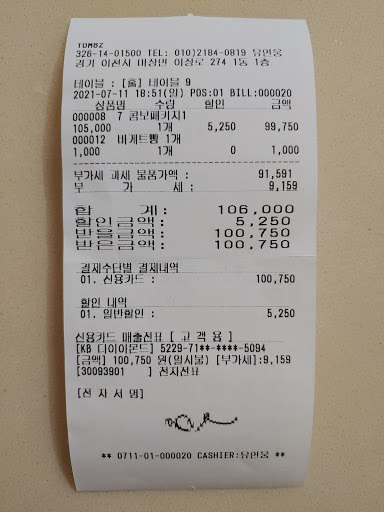 TOMBZ
326-14-01500 TEL: 010)2184-0819 유헌웅
경기 이천시 마장면 이장로 274 1동 1층
테이블 : [홀] 테이블 9
2021-07-11 18:51(일) POS:01 BILL:000020
상품명 수량 할인 금액
000008 7 콤보패키지1
105,000 1개 5,250 99,750
000012 바게트빵 1개
1,000 1개 0 1,000
부가세 과세 물품가액 : 91,591
부 가 세 : 9,159
합 계: 106,000
할인금액: 5,250
받을금액: 100,750
받은금액: 100,750
결제수단별 결제내역
01. 신용카드 : 100,750
할인 내역
01. 일반할인 : 5,250
신용카드 매출전표 [ 고 객 용 ]
[KB 다이아몬드] 5229-71**-****-5094
[금액] 100,750 원(일시불) [부가세]:9,159
[30093901 ] 전자전표
[전 자 서 명]
** 0711-01-000020 CASHIER:유헌웅 **